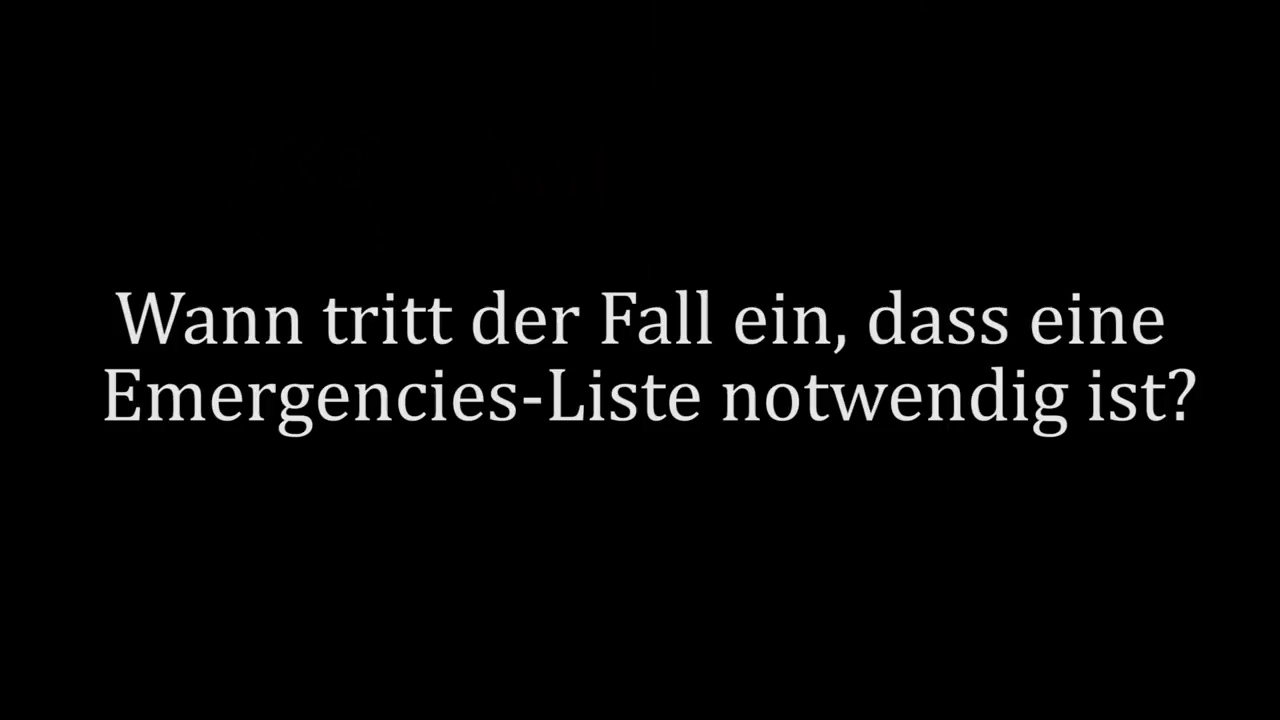 Wann tritt der Fall ein, dass eine
Emergencies-Liste notwendig ist?